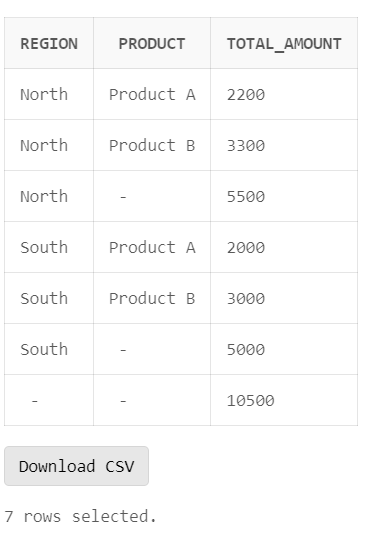 REGION PRODUCT TOTAL_AMOUNT
North Product A 2200
North Product B 3300
North - 5500
South Product A 2000
South Product B 3000
South - 5000
- - 10500
Download CSV
7 rows selected.